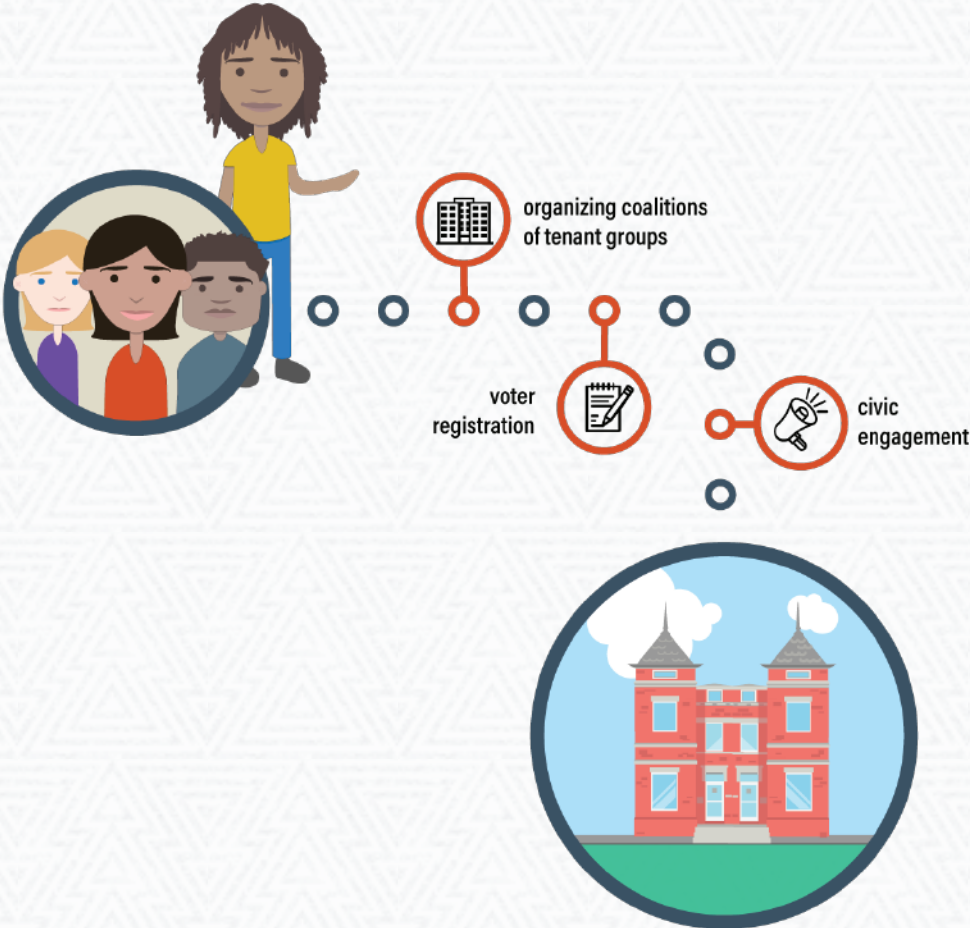 organizing coalitions
of tenant groups
voter
registration
civic
engagement